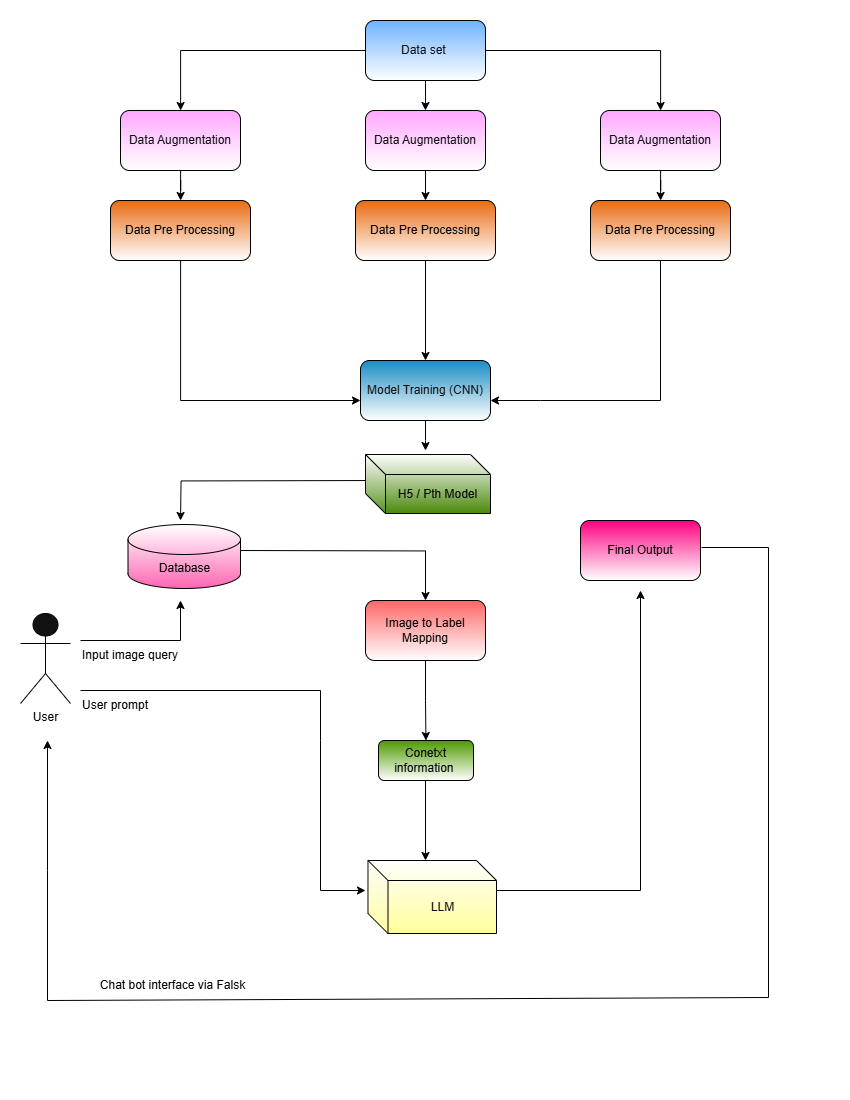 Data set
Data Augmentation
Data Augmentation
Data Augmentation
Data Pre Processing
Data Pre Processing
Data Pre Processing
Model Training (CNN)
H5 / Pth Model
Final Output
Database
Image to Label
Mapping
Input image query
User prompt
User
Conetxt
information
LLM
Chat bot interface via Falsk